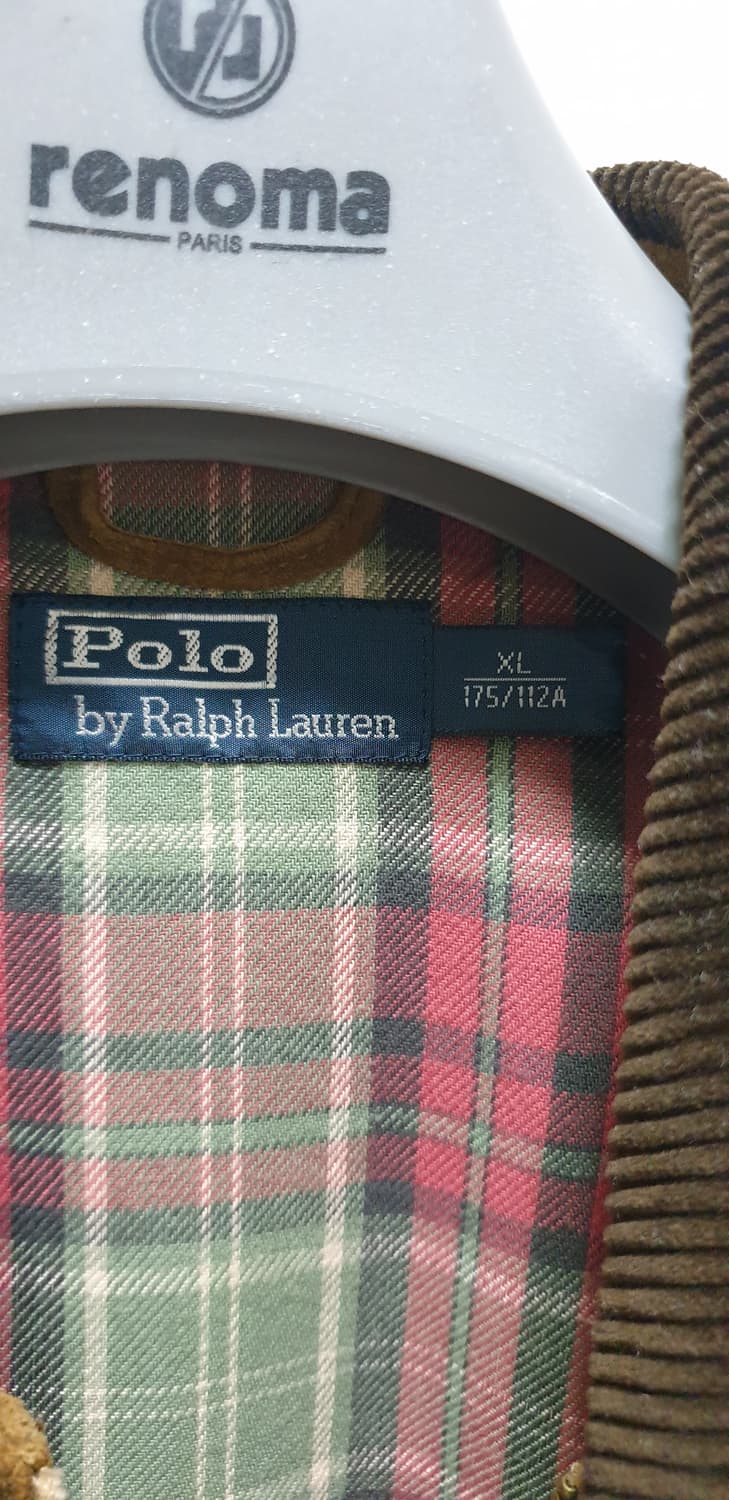 renoma
PARIS
Polo
by Ralph Lauren
XL
175/112A